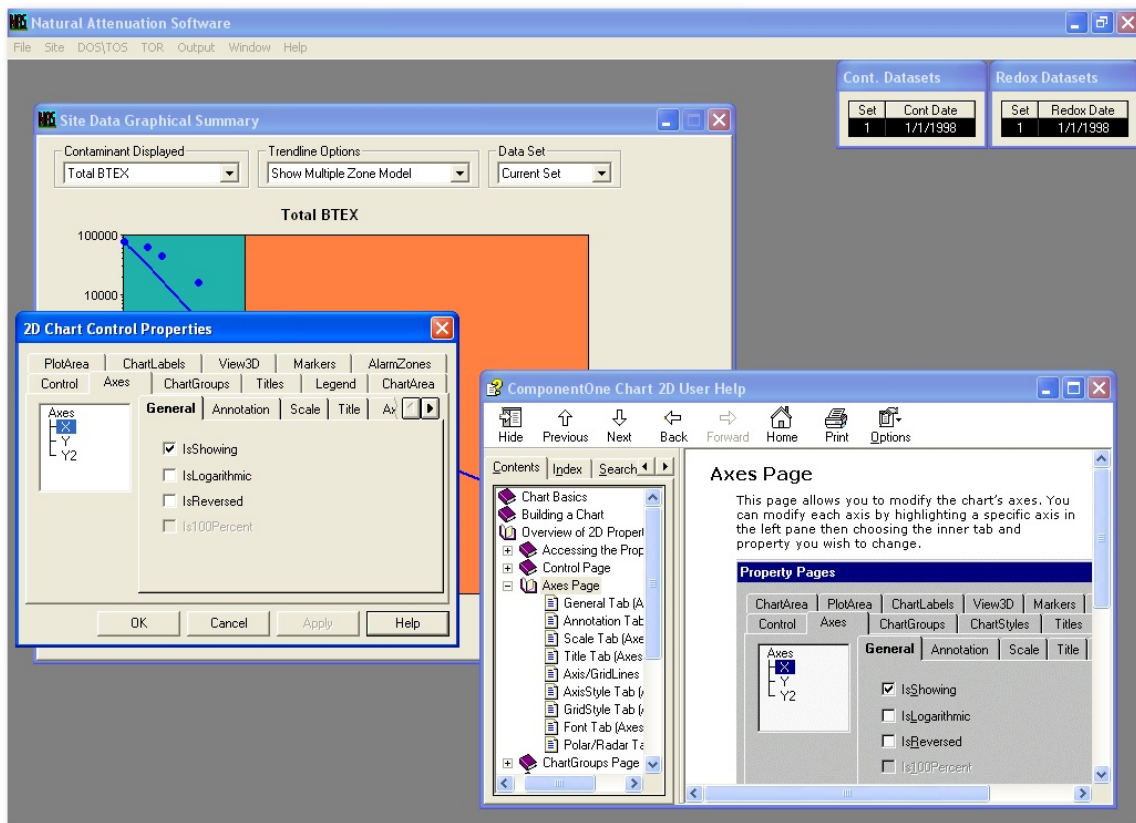 NAS Natural Attenuation Software
File Site DOS\TOS TOR Output Window Help
Cont. Datasets
Set Cont Date
1 1/1/1998
Redox Datasets
Set Redox Date
1 1/1/1998
NAS Site Data Graphical Summary
Contaminant Displayed
Total BTEX
Trendline Options
Show Multiple Zone Model
Data Set
Current Set
Total BTEX
100000
10000
2D Chart Control Properties
PlotArea ChartLabels View3D Markers AlarmZones
Control Axes ChartGroups Titles Legend ChartArea
Axes
X
Y
Y2
General Annotation Scale Title Ax
IsShowing
IsLogarithmic
IsReversed
Is100Percent
OK Cancel Apply Help
ComponentOne Chart 2D User Help
Hide Previous Next Back Forward Home Print Options
Contents Index Search
Chart Basics
Building a Chart
Overview of 2D Propert
Accessing the Prop
Control Page
Axes Page
General Tab (A
Annotation Tab
Scale Tab (Axe
Title Tab (Axes
Axis/GridLines
AxisStyle Tab (
GridStyle Tab (
Font Tab (Axes
Polar/Radar Ta
ChartGroups Page
Axes Page
This page allows you to modify the chart's axes. You
can modify each axis by highlighting a specific axis in
the left pane then choosing the inner tab and
property you wish to change.
Property Pages
ChartArea PlotArea ChartLabels View3D Markers
Control Axes ChartGroups ChartStyles Titles
Axes
X
Y
Y2
General Annotation Scale Title
IsShowing
IsLogarithmic
IsReversed
Is100Percent